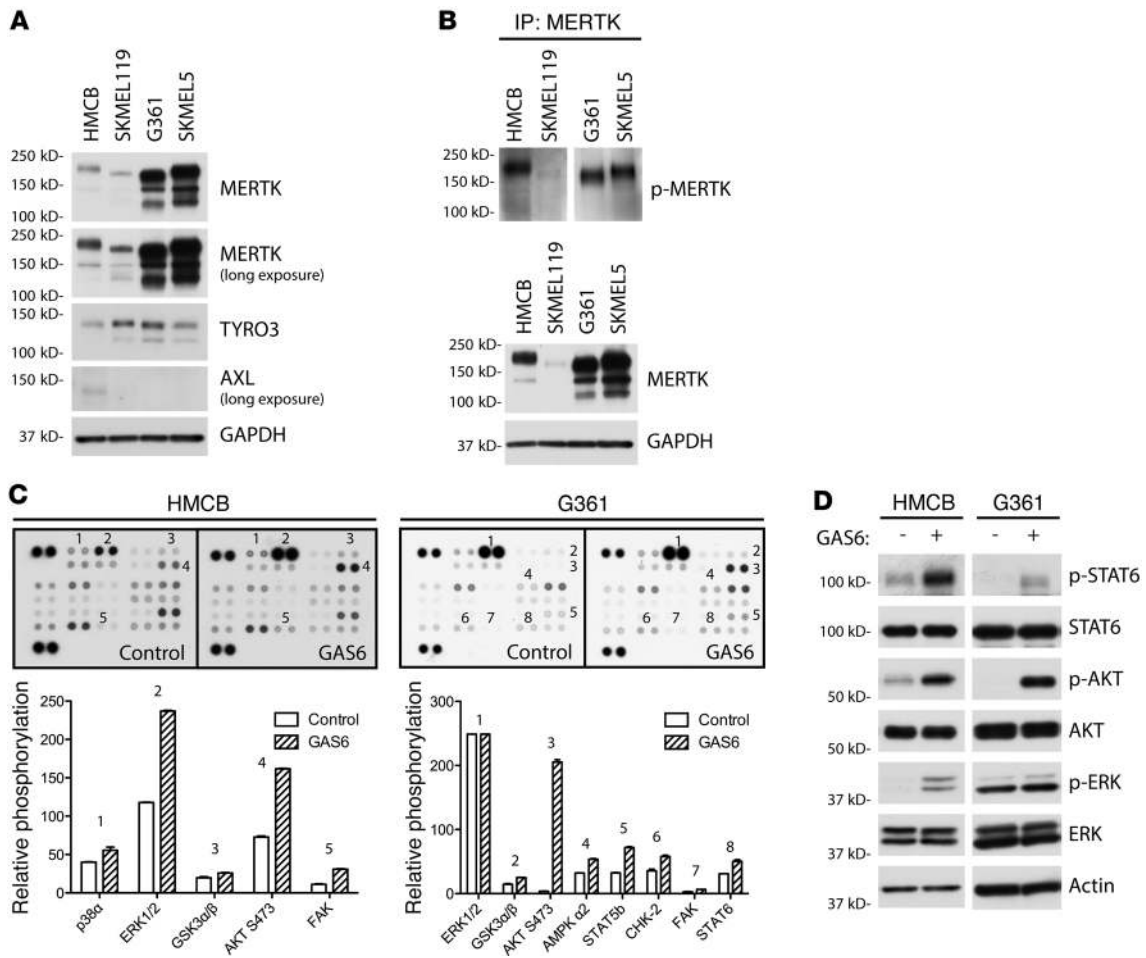 A
HMCB
SKMEL119
G361
SKMEL5
250 kD-
150 kD-
100 kD-
MERTK
250 kD-
150 kD-
100 kD-
MERTK
(long exposure)
150 kD-
100 kD-
TYRO3
150 kD-
AXL
(long exposure)
37 kD-
GAPDH
B
IP: MERTK
HMCB
SKMEL119
G361
SKMEL5
250 kD-
150 kD-
100 kD-
p-MERTK
HMCB
SKMEL119
G361
SKMEL5
250 kD-
150 kD-
100 kD-
MERTK
37 kD-
GAPDH
C
HMCB
1 2 3
4
5
Control
1 2 3
4
5
GAS6
Relative phosphorylation
250
200
150
100
50
0
Control
GAS6
1
2
3
4
5
p38α
ERK1/2
GSK3α/β
AKT S473
FAK
G361
1
2
3
4
5
6 7 8
Control
1
2
3
4
5
6 7 8
GAS6
Relative phosphorylation
300
200
100
0
Control
GAS6
1
2
3
4
5
6
7
8
ERK1/2
GSK3α/β
AKT S473
AMPK α2
STAT5b
CHK-2
FAK
STAT6
D
HMCB G361
GAS6: - + - +
100 kD-
p-STAT6
100 kD-
STAT6
50 kD-
p-AKT
50 kD-
AKT
37 kD-
p-ERK
37 kD-
ERK
37 kD-
Actin